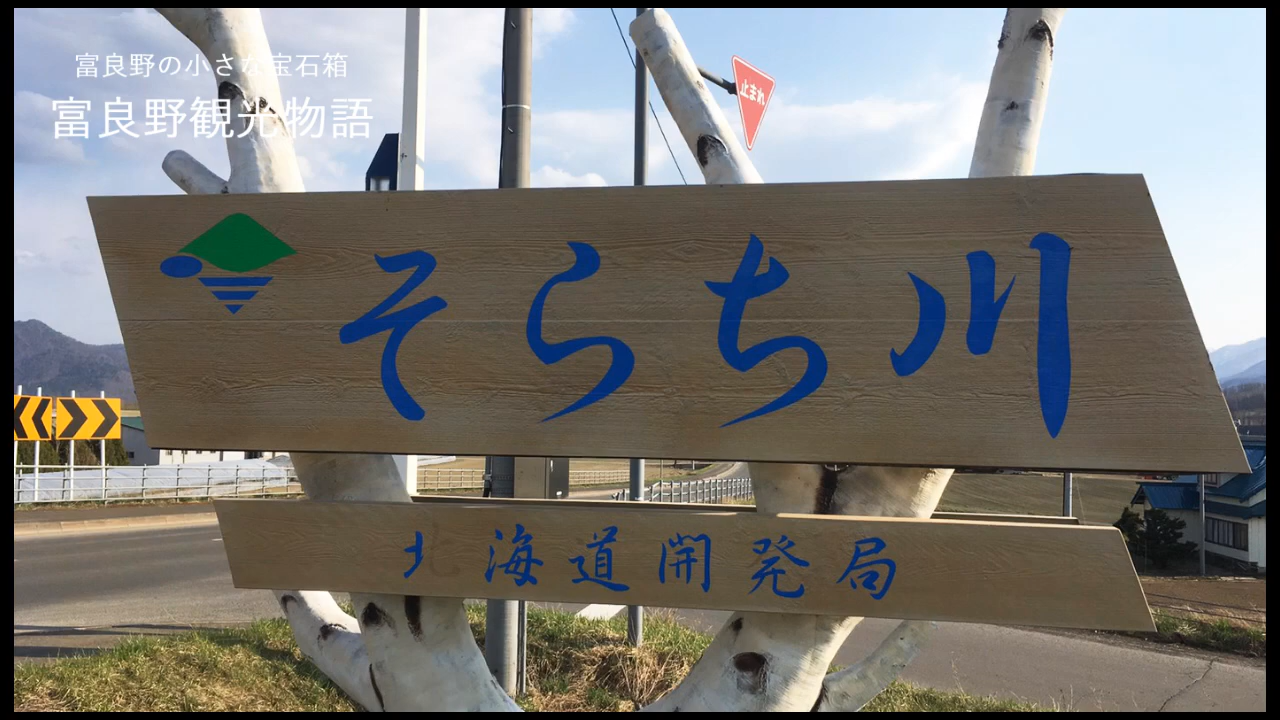 富良野の小さな宝石箱
富良野観光物語
止まれ
そらち川
北海道開発局